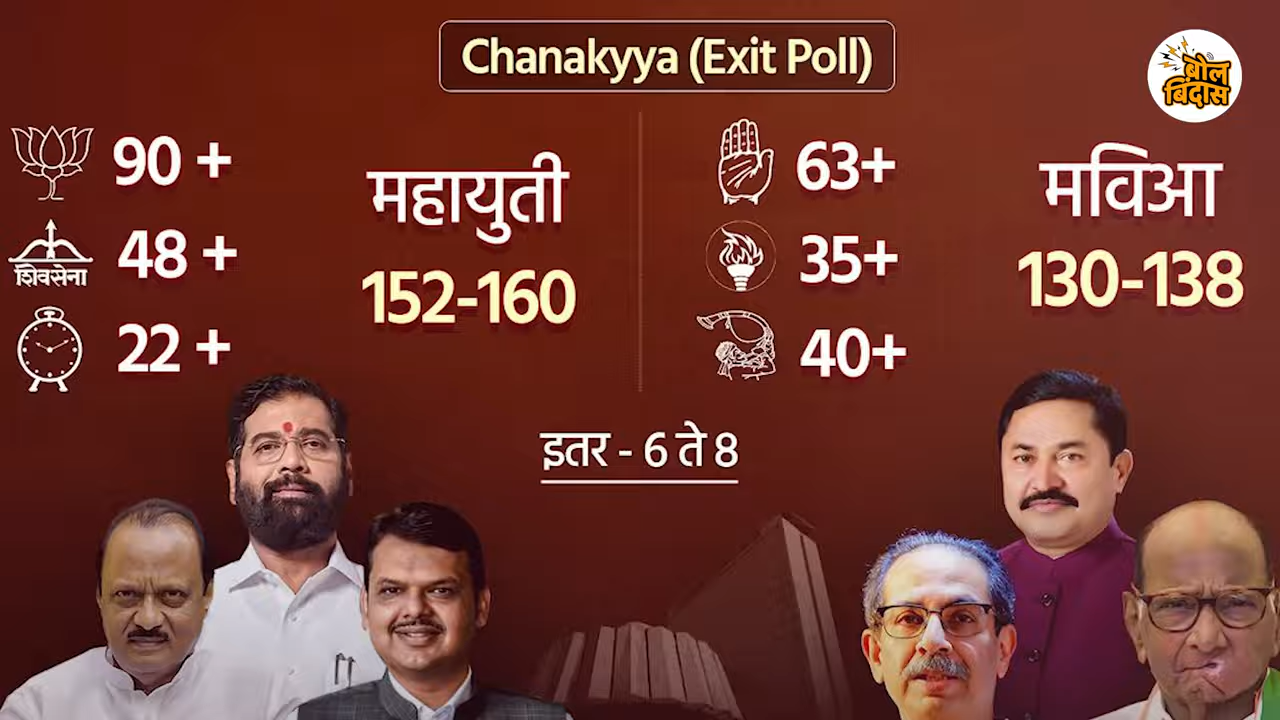 Chanakyya (Exit Poll)
बोल
बिंदास
90 +
48 +
शिवसेना
22 +
महायुती
152-160
63+
35+
40+
मविआ
130-138
इतर - 6 ते 8